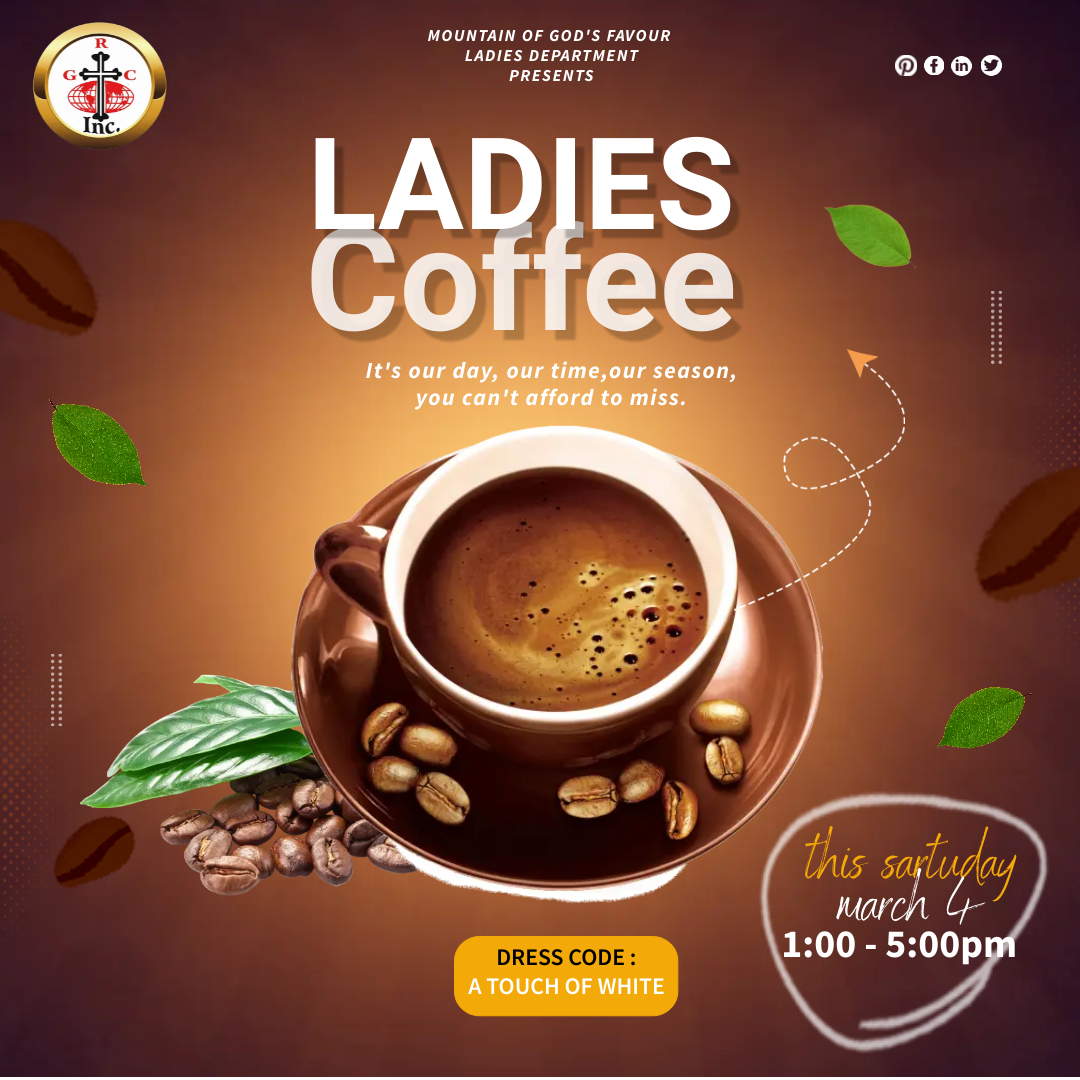 R
G C
Inc.
MOUNTAIN OF GOD'S FAVOUR
LADIES DEPARTMENT
PRESENTS
LADIES
Coffee
It's our day, our time,our season,
you can't afford to miss.
this sartuday
march 4
1:00 - 5:00pm
DRESS CODE :
A TOUCH OF WHITE